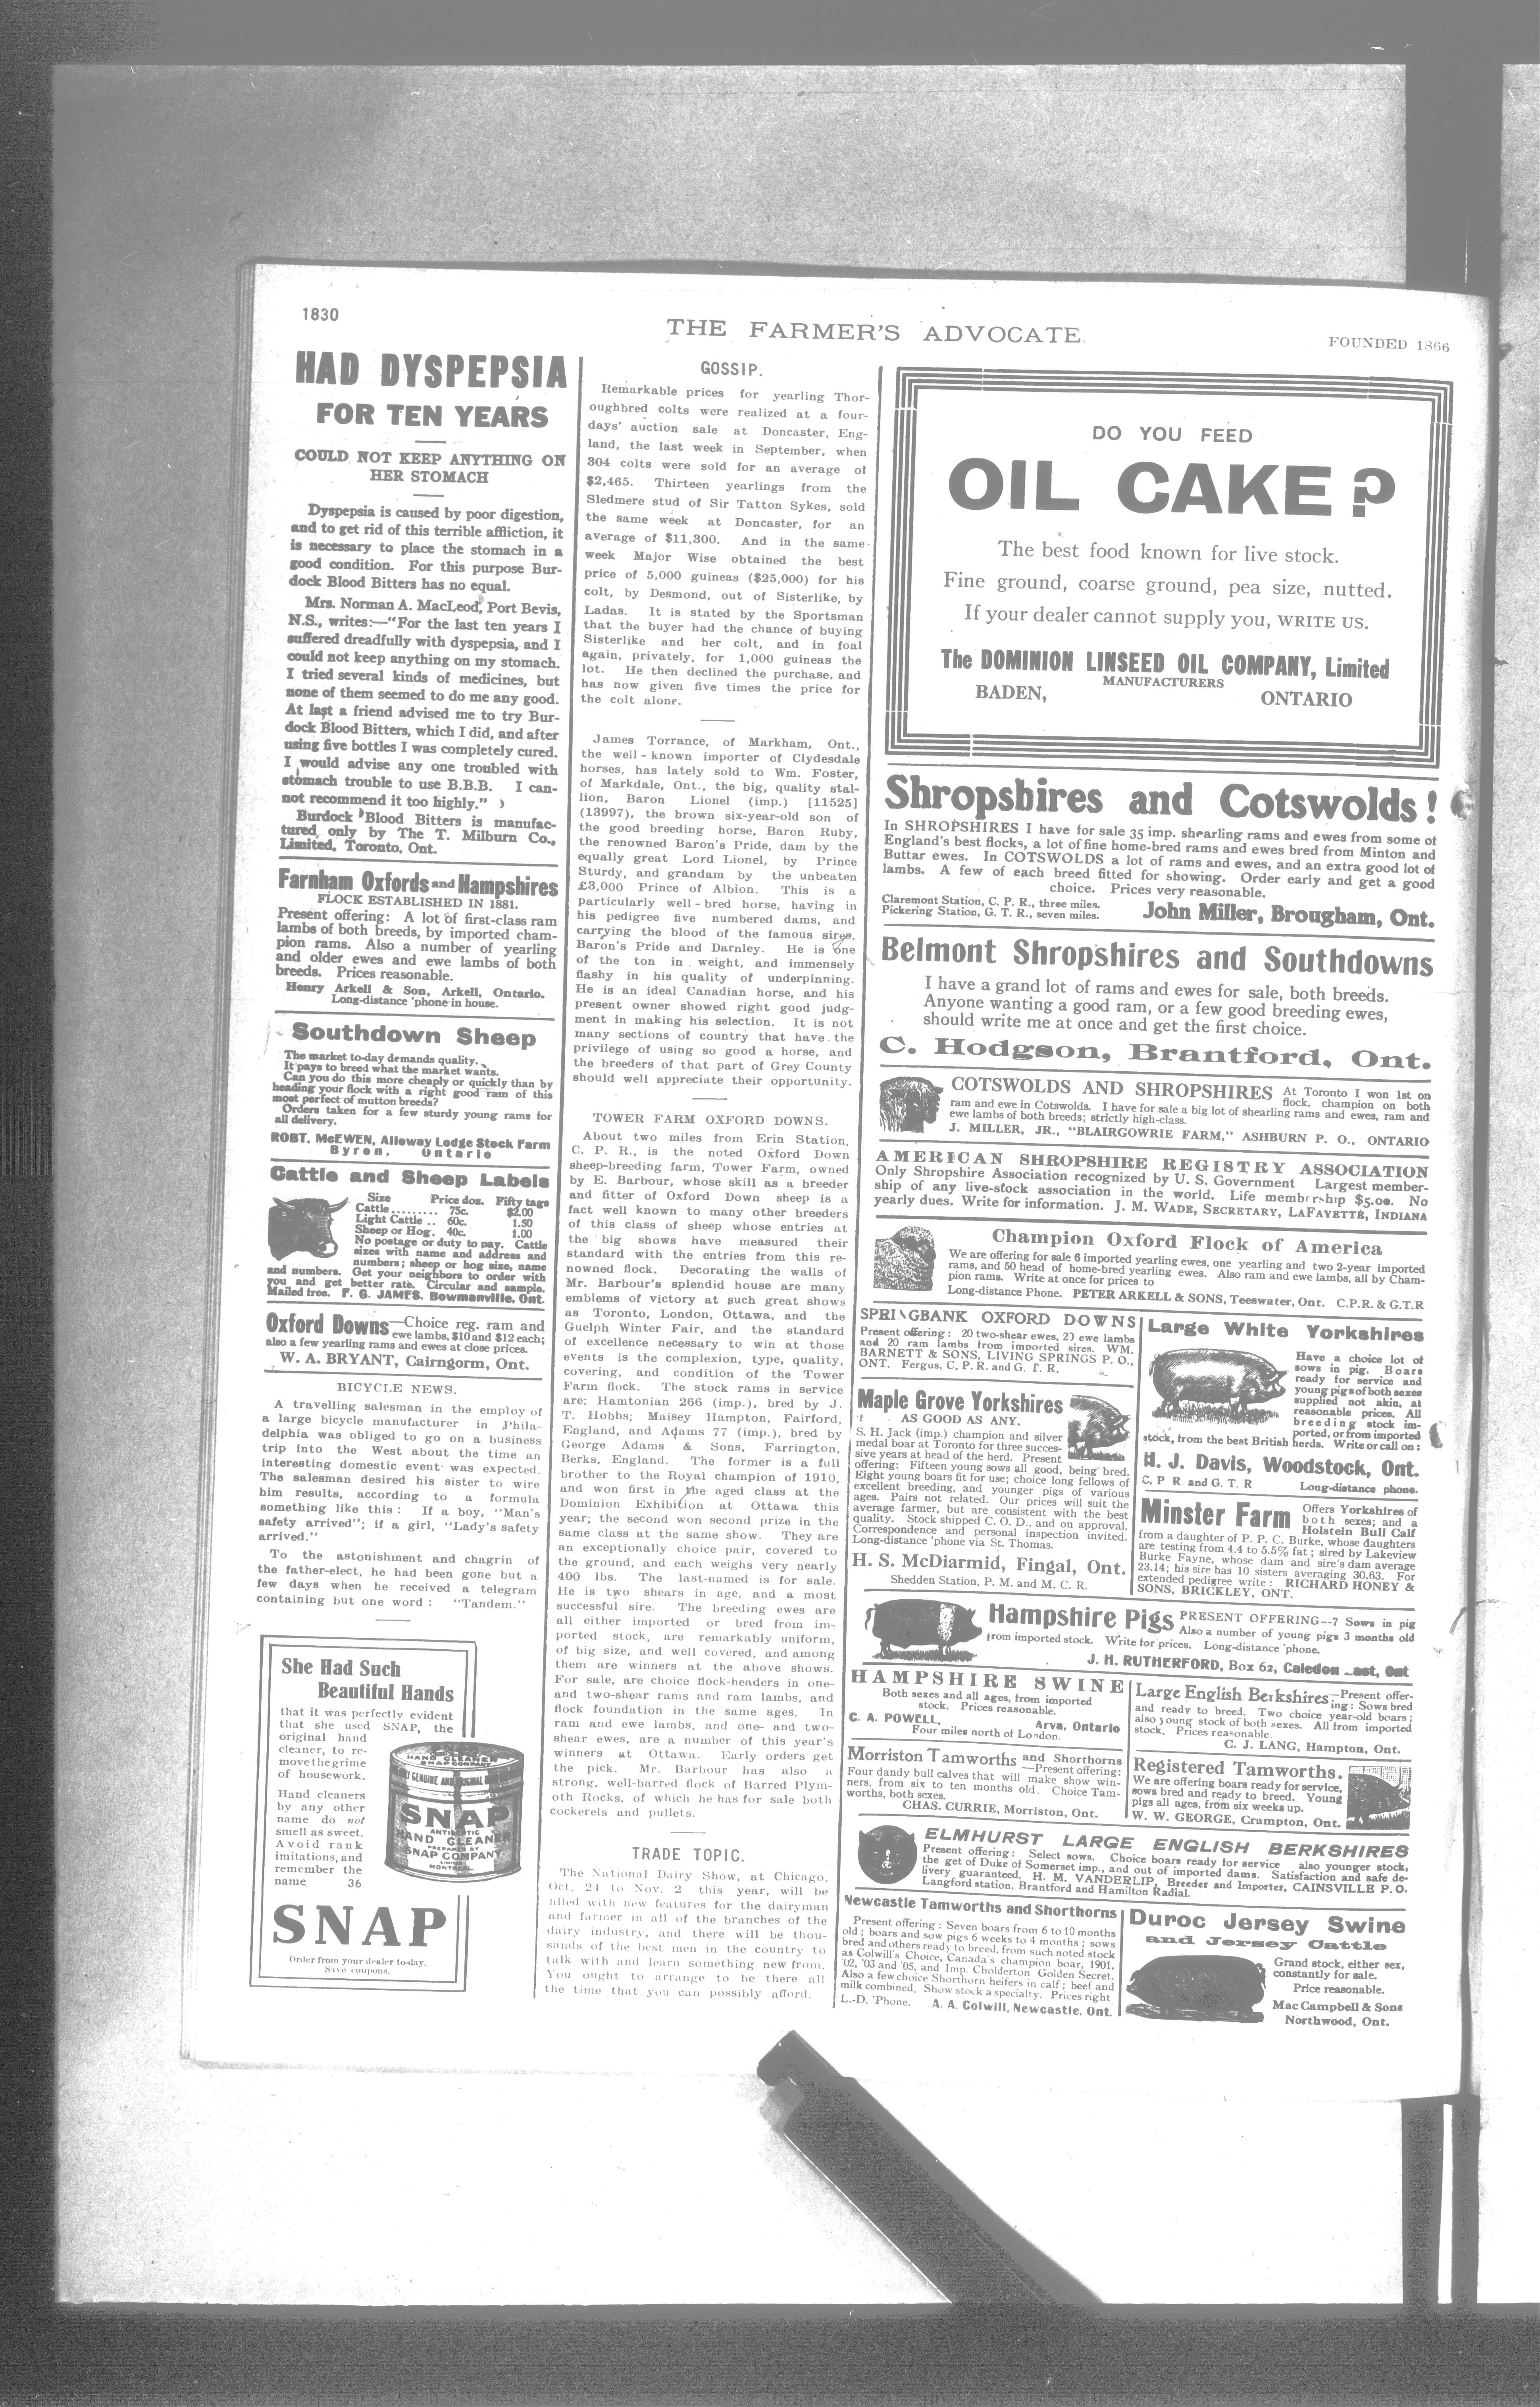 1830
THE FARMER'S ADVOCATE
FOUNDED 1866
HAD DYSPEPSIA
FOR TEN YEARS
COULD NOT KEEP ANYTHING ON
HER STOMACH
Dyspepsia is caused by poor digestion,
and to get rid of this terrible affliction, it
is necessary to place the stomach in a
good condition. For this purpose Bur-
dock Blood Bitters has no equal.
Mrs. Norman A. MacLeod, Port Bevis,
N.S., writes:—"For the last ten years I
suffered dreadfully with dyspepsia, and I
could not keep anything on my stomach.
I tried several kinds of medicines, but
none of them seemed to do me any good.
At last a friend advised me to try Bur-
dock Blood Bitters, which I did, and after
using five bottles I was completely cured.
I would advise any one troubled with
stomach trouble to use B.B.B. I can-
not recommend it too highly."
Burdock Blood Bitters is manufac-
tured only by The T. Milburn Co.,
Limited, Toronto, Ont.
Farnham Oxfords and Hampshires
FLOCK ESTABLISHED IN 1881.
Present offering: A lot of first-class ram
lambs of both breeds, by imported cham-
pion rams. Also a number of yearling
and older ewes and ewe lambs of both
breeds. Prices reasonable.
Henry Arkell & Son, Arkell, Ontario.
Long-distance 'phone in house.
Southdown Sheep
The market to-day demands quality.
It pays to breed what the market wants.
Can you do this more cheaply or quickly than by
heading your flock with a right good ram of this
most perfect of mutton breeds?
Orders taken for a few sturdy young rams for
all delivery.
ROBT. McEWEN, Alloway Lodge Stock Farm
Byron, Ontario
Cattle and Sheep Labels
Size Price doz. Fifty tags
Cattle......... 75c. $2.00
Light Cattle .. 60c. 1.50
Sheep or Hog. 40c. 1.00
No postage or duty to pay. Cattle
sizes with name and address and
numbers; sheep or hog size, name
and numbers. Get your neighbors to order with
you and get better rate. Circular and sample.
Mailed free. F. G. JAMES, Bowmanville, Ont.
Oxford Downs—Choice reg. ram and
ewe lambs, $10 and $12 each;
also a few yearling rams and ewes at close prices.
W. A. BRYANT, Cairngorm, Ont.
BICYCLE NEWS.
A travelling salesman in the employ of
a large bicycle manufacturer in Phila-
delphia was obliged to go on a business
trip into the West about the time an
interesting domestic event was expected.
The salesman desired his sister to wire
him results, according to a formula
something like this: If a boy, "Man's
safety arrived"; if a girl, "Lady's safety
arrived."
To the astonishment and chagrin of
the father-elect, he had been gone but a
few days when he received a telegram
containing but one word: "Tandem."
She Had Such
Beautiful Hands
that it was perfectly evident
that she used SNAP, the
original hand
cleaner, to re-
move the grime
of housework.
Hand cleaners
by any other
name do not
smell as sweet.
Avoid rank
imitations, and
remember the
name 36
HAND CLEANER
SNAP COMPANY
GENUINE AND ORIGINAL
SNAP
ANTISEPTIC
HAND CLEANER
PREPARED BY
SNAP COMPANY
LIMITED
MONTREAL
SNAP
Order from your dealer to-day.
Save coupons.
GOSSIP.
Remarkable prices for yearling Thor-
oughbred colts were realized at a four-
days' auction sale at Doncaster, Eng-
land, the last week in September, when
304 colts were sold for an average of
$2,465. Thirteen yearlings from the
Sledmere stud of Sir Tatton Sykes, sold
the same week at Doncaster, for an
average of $11,300. And in the same
week Major Wise obtained the best
price of 5,000 guineas ($25,000) for his
colt, by Desmond, out of Sisterlike, by
Ladas. It is stated by the Sportsman
that the buyer had the chance of buying
Sisterlike and her colt, and in foal
again, privately, for 1,000 guineas the
lot. He then declined the purchase, and
has now given five times the price for
the colt alone.
James Torrance, of Markham, Ont.,
the well-known importer of Clydesdale
horses, has lately sold to Wm. Foster,
of Markdale, Ont., the big, quality stal-
lion, Baron Lionel (imp.) [11525]
(13997), the brown six-year-old son of
the good breeding horse, Baron Ruby,
the renowned Baron's Pride, dam by the
equally great Lord Lionel, by Prince
Sturdy, and grandam by the unbeaten
£3,000 Prince of Albion. This is a
particularly well-bred horse, having in
his pedigree five numbered dams, and
carrying the blood of the famous sires,
Baron's Pride and Darnley. He is one
of the ton in weight, and immensely
flashy in his quality of underpinning.
He is an ideal Canadian horse, and his
present owner showed right good judg-
ment in making his selection. It is not
many sections of country that have the
privilege of using so good a horse, and
the breeders of that part of Grey County
should well appreciate their opportunity.
TOWER FARM OXFORD DOWNS.
About two miles from Erin Station,
C. P. R., is the noted Oxford Down
sheep-breeding farm, Tower Farm, owned
by E. Barbour, whose skill as a breeder
and fitter of Oxford Down sheep is a
fact well known to many other breeders
of this class of sheep whose entries at
the big shows have measured their
standard with the entries from this re-
nowned flock. Decorating the walls of
Mr. Barbour's splendid house are many
emblems of victory at such great shows
as Toronto, London, Ottawa, and the
Guelph Winter Fair, and the standard
of excellence necessary to win at those
events is the complexion, type, quality,
covering, and condition of the Tower
Farm flock. The stock rams in service
are: Hamtonian 266 (imp.), bred by J.
T. Hobbs; Maisey Hampton, Fairford,
England, and Adams 77 (imp.), bred by
George Adams & Sons, Farrington,
Berks, England. The former is a full
brother to the Royal champion of 1910,
and won first in the aged class at the
Dominion Exhibition at Ottawa this
year; the second won second prize in the
same class at the same show. They are
an exceptionally choice pair, covered to
the ground, and each weighs very nearly
400 lbs. The last-named is for sale.
He is two shears in age, and a most
successful sire. The breeding ewes are
all either imported or bred from im-
ported stock, are remarkably uniform,
of big size, and well covered, and among
them are winners at the above shows.
For sale, are choice flock-headers in one-
and two-shear rams and ram lambs, and
flock foundation in the same ages. In
ram and ewe lambs, and one- and two-
shear ewes, are a number of this year's
winners at Ottawa. Early orders get
the pick. Mr. Barbour has also a
strong, well-barred flock of Barred Plym-
oth Rocks, of which he has for sale both
cockerels and pullets.
TRADE TOPIC.
The National Dairy Show, at Chicago,
Oct. 24 to Nov. 2 this year, will be
filled with new features for the dairyman
and farmer in all of the branches of the
dairy industry, and there will be thou-
sands of the best men in the country to
talk with and learn something new from.
You ought to arrange to be there all
the time that you can possibly afford.
DO YOU FEED
OIL CAKE?
The best food known for live stock.
Fine ground, coarse ground, pea size, nutted.
If your dealer cannot supply you, WRITE US.
The DOMINION LINSEED OIL COMPANY, Limited
MANUFACTURERS
BADEN, ONTARIO
Shropshires and Cotswolds!
In SHROPSHIRES I have for sale 35 imp. shearling rams and ewes from some of
England's best flocks, a lot of fine home-bred rams and ewes bred from Minton and
Buttar ewes. In COTSWOLDS a lot of rams and ewes, and an extra good lot of
lambs. A few of each breed fitted for showing. Order early and get a good
choice. Prices very reasonable.
Claremont Station, C. P. R., three miles.
Pickering Station, G. T. R., seven miles.
John Miller, Brougham, Ont.
Belmont Shropshires and Southdowns
I have a grand lot of rams and ewes for sale, both breeds.
Anyone wanting a good ram, or a few good breeding ewes,
should write me at once and get the first choice.
C. Hodgson, Brantford, Ont.
COTSWOLDS AND SHROPSHIRES At Toronto I won 1st on
flock, champion on both
ram and ewe in Cotswolds. I have for sale a big lot of shearling rams and ewes, ram and
ewe lambs of both breeds; strictly high-class.
J. MILLER, JR., "BLAIRGOWRIE FARM," ASHBURN P. O., ONTARIO
AMERICAN SHROPSHIRE REGISTRY ASSOCIATION
Only Shropshire Association recognized by U. S. Government Largest member-
ship of any live-stock association in the world. Life membership $5.00. No
yearly dues. Write for information. J. M. WADE, SECRETARY, LAFAYETTE, INDIANA
Champion Oxford Flock of America
We are offering for sale 6 imported yearling ewes, one yearling and two 2-year imported
rams, and 50 head of home-bred yearling ewes. Also ram and ewe lambs, all by Cham-
pion rams. Write at once for prices to
Long-distance Phone. PETER ARKELL & SONS, Teeswater, Ont. C.P.R. & G.T.R
SPRINGBANK OXFORD DOWNS
Present offering: 20 two-shear ewes, 20 ewe lambs
and 20 ram lambs from imported sires. WM.
BARNETT & SONS, LIVING SPRINGS P. O.,
ONT. Fergus, C. P. R. and G. T. R.
Maple Grove Yorkshires
AS GOOD AS ANY.
S. H. Jack (imp.) champion and silver
medal boar at Toronto for three succes-
sive years at head of the herd. Present
offering: Fifteen young sows all good, being bred.
Eight young boars fit for use; choice long fellows of
excellent breeding, and younger pigs of various
ages. Pairs not related. Our prices will suit the
average farmer, but are consistent with the best
quality. Stock shipped C. O. D., and on approval.
Correspondence and personal inspection invited.
Long-distance 'phone via St. Thomas.
H. S. McDiarmid, Fingal, Ont.
Shedden Station, P. M. and M. C. R.
Large White Yorkshires
Have a choice lot of
sows in pig. Boars
ready for service and
young pigs of both sexes
supplied not akin, at
reasonable prices. All
breeding stock im-
ported, or from imported
stock, from the best British herds. Write or call on:
H. J. Davis, Woodstock, Ont.
C. P R and G. T. R Long-distance phone.
Minster Farm Offers Yorkshires of
both sexes; and a
Holstein Bull Calf
from a daughter of P. P. C. Burke, whose daughters
are testing from 4.4 to 5.5% fat; sired by Lakeview
Burke Fayne, whose dam and sire's dam average
23.14; his sire has 10 sisters averaging 30.63. For
extended pedigree write: RICHARD HONEY &
SONS, BRICKLEY, ONT.
Hampshire Pigs PRESENT OFFERING--7 Sows in pig
Also a number of young pigs 3 months old
from imported stock. Write for prices. Long-distance 'phone.
J. H. RUTHERFORD, Box 62, Caledon East, Ont
HAMPSHIRE SWINE
Both sexes and all ages, from imported
stock. Prices reasonable.
C. A. POWELL, Arva, Ontario
Four miles north of London.
Large English Berkshires—Present offer-
ing: Sows bred
and ready to breed. Two choice year-old boars;
also young stock of both sexes. All from imported
stock. Prices reasonable.
C. J. LANG, Hampton, Ont.
Morriston Tamworths and Shorthorns
—Present offering:
Four dandy bull calves that will make show win-
ners, from six to ten months old. Choice Tam-
worths, both sexes.
CHAS. CURRIE, Morriston, Ont.
Registered Tamworths.
We are offering boars ready for service,
sows bred and ready to breed. Young
pigs all ages, from six weeks up.
W. W. GEORGE, Crampton, Ont.
ELMHURST LARGE ENGLISH BERKSHIRES
Present offering: Select sows. Choice boars ready for service also younger stock,
the get of Duke of Somerset imp., and out of imported dams. Satisfaction and safe de-
livery guaranteed. H. M. VANDERLIP, Breeder and Importer, CAINSVILLE P. O.
Langford station, Brantford and Hamilton Radial.
Newcastle Tamworths and Shorthorns
Present offering: Seven boars from 6 to 10 months
old; boars and sow pigs 6 weeks to 4 months; sows
bred and others ready to breed, from such noted stock
as Colwill's Choice, Canada's champion boar, 1901,
'02, '03 and '05, and Imp. Cholderton Golden Secret.
Also a few choice Shorthorn heifers in calf; beef and
milk combined. Show stock a specialty. Prices right
L.-D. 'Phone. A. A. Colwill, Newcastle, Ont.
Duroc Jersey Swine
and Jersey Cattle
Grand stock, either sex,
constantly for sale.
Price reasonable.
Mac Campbell & Sons
Northwood, Ont.